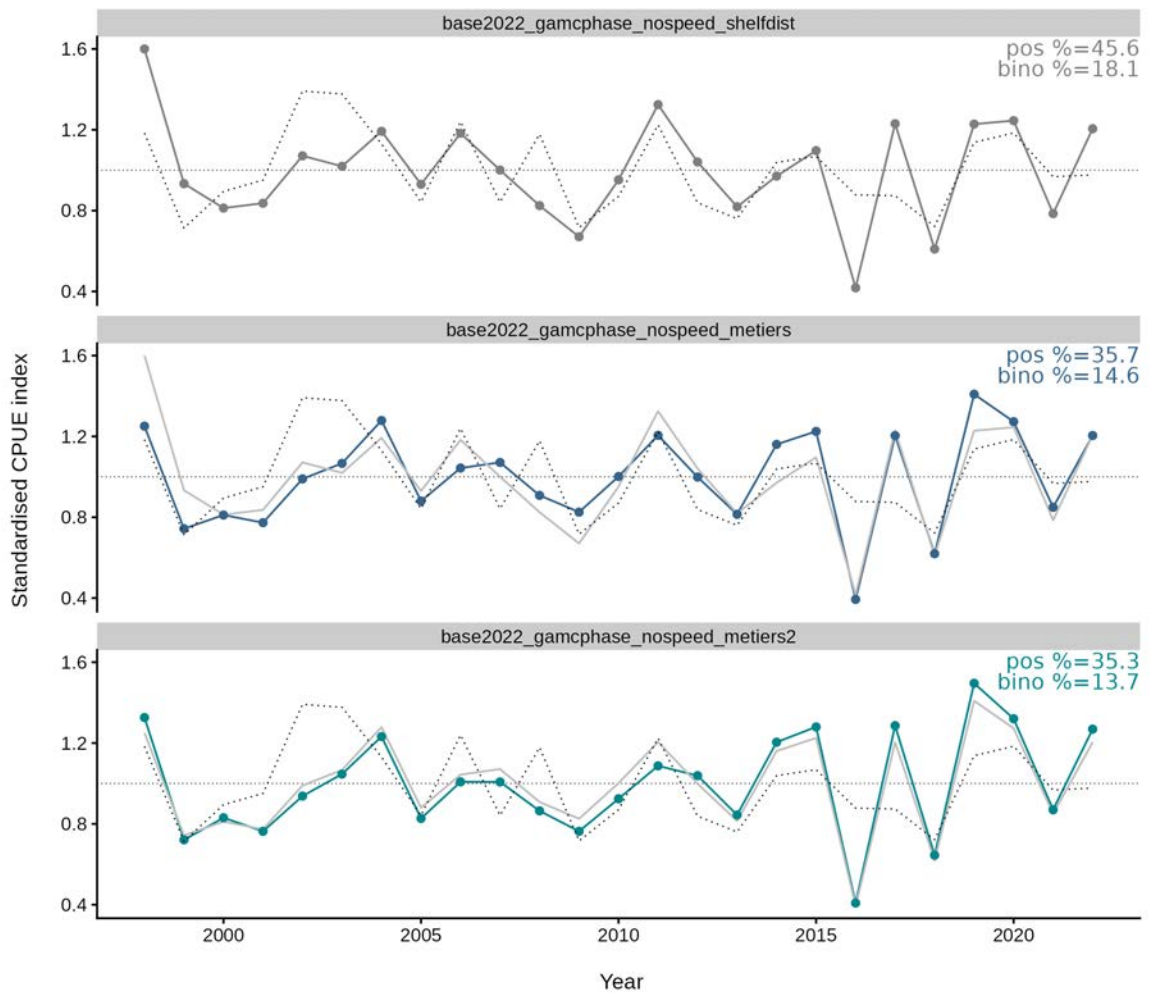 base2022_gamcphase_nospeed_shelfdist
pos %=45.6
bino %=18.1
1.6
1.2
0.8
0.4
base2022_gamcphase_nospeed_metiers
pos %=35.7
bino %=14.6
1.6
1.2
0.8
0.4
Standardised CPUE index
base2022_gamcphase_nospeed_metiers2
pos %=35.3
bino %=13.7
1.6
1.2
0.8
0.4
2000 2005 2010 2015 2020
Year